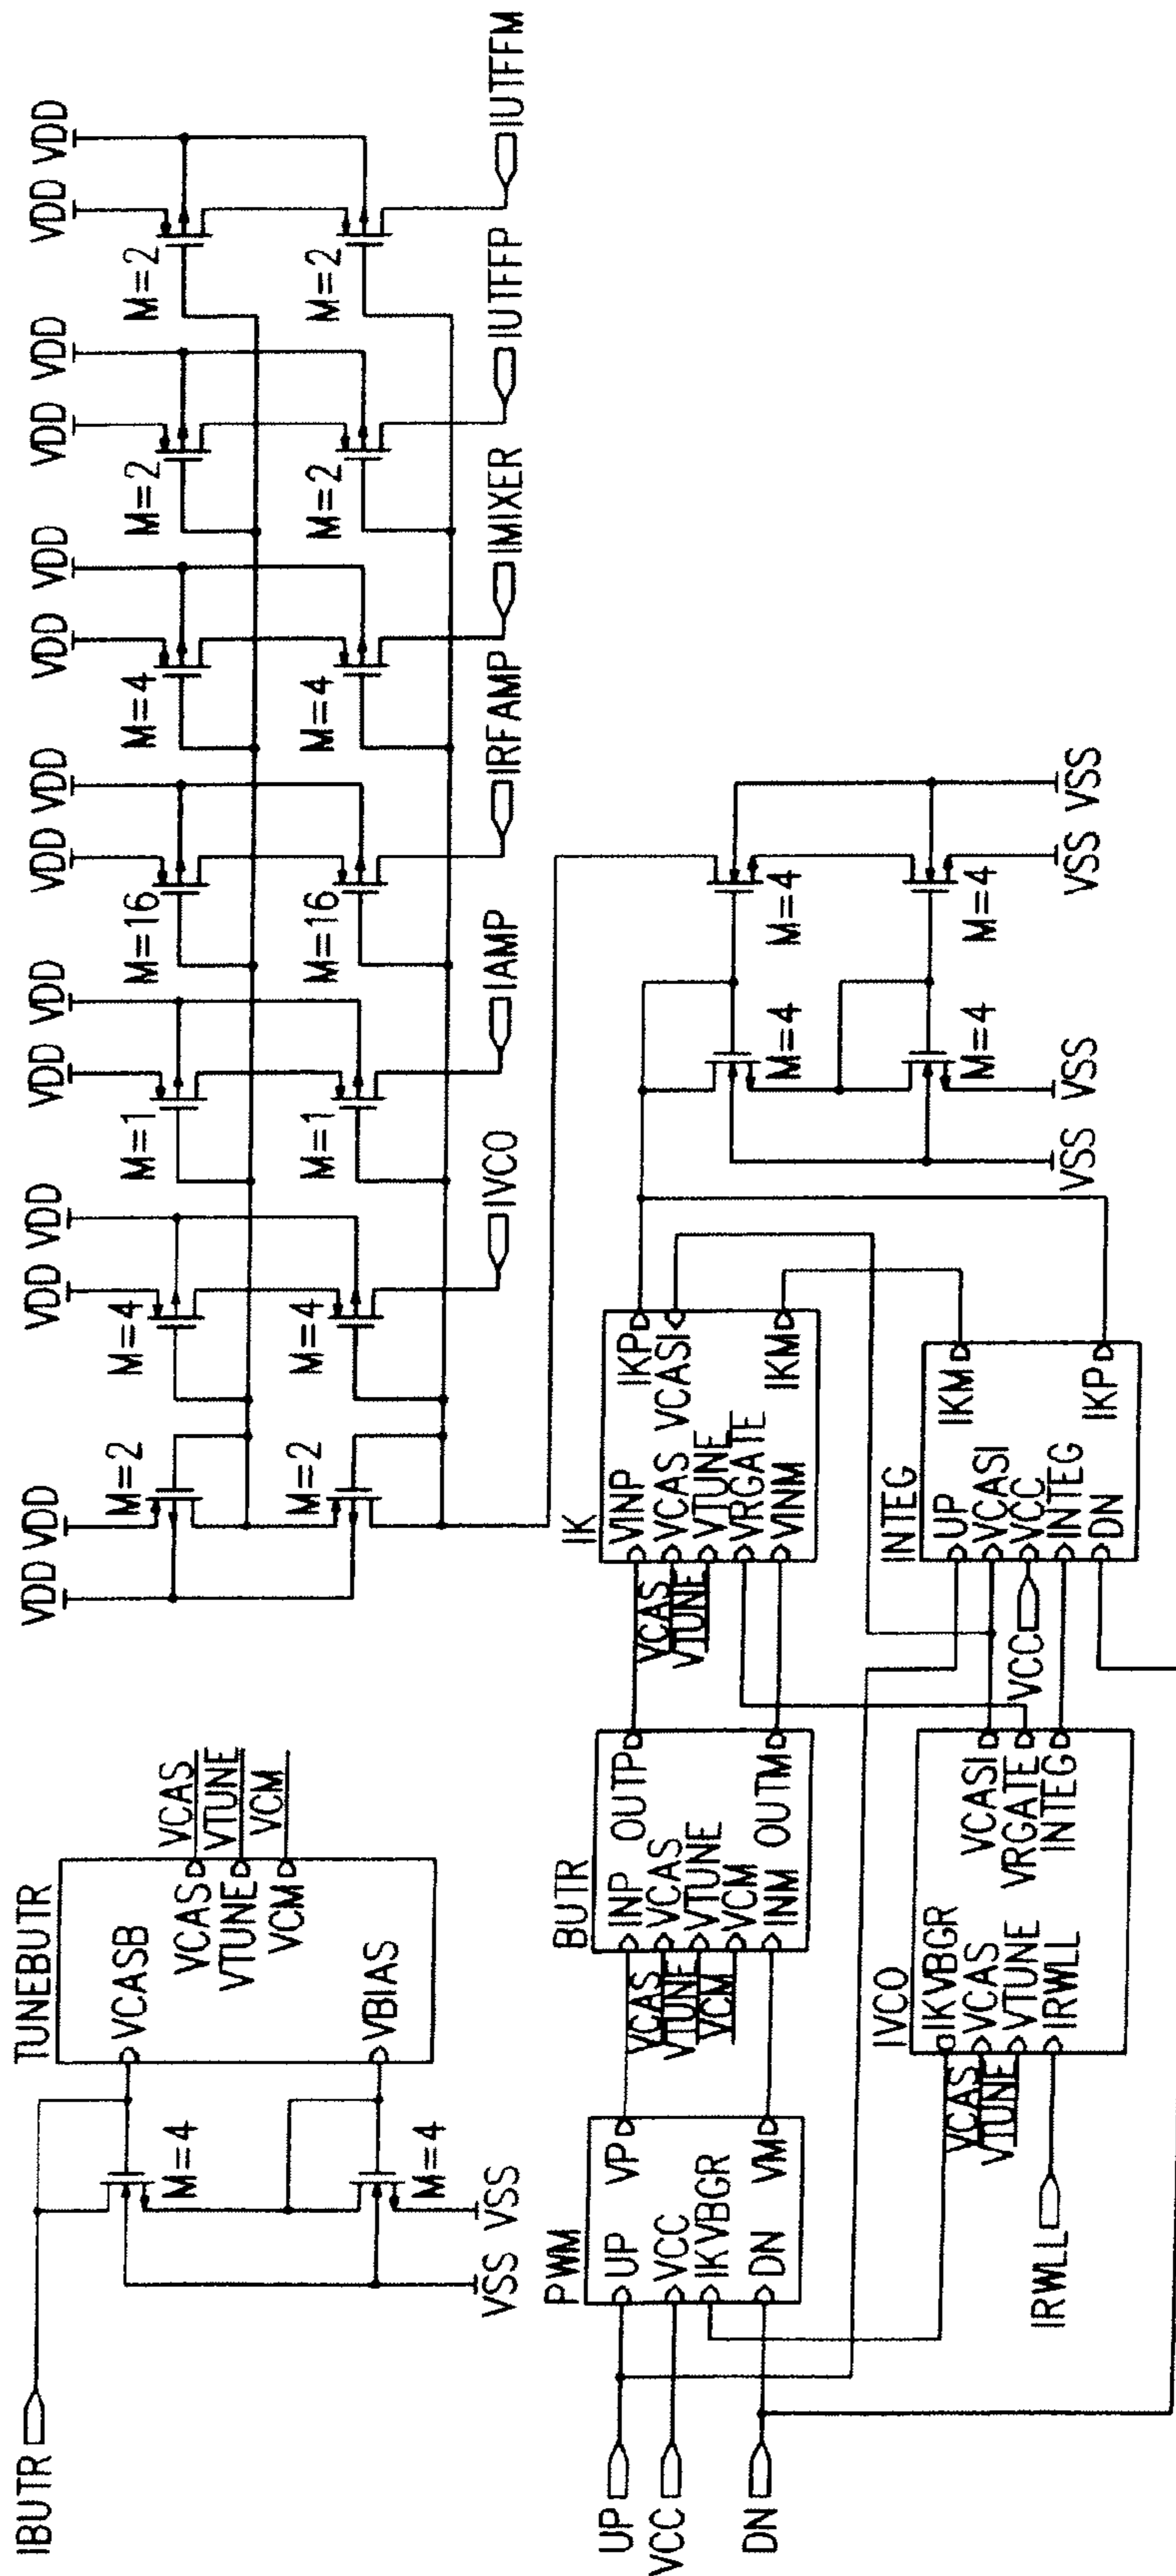 IBUTR
M=4
M=4
VSS VSS
TUNEBUTR
VCASB
VBIAS
VCAS
VTUNE
VCM
VCAS
VTUNE
VCM
VDD VDD
M=2
M=2
VDD VDD
M=4
M=4
IVCO
VDD VDD
M=1
M=1
IAMP
VDD VDD
M=16
M=16
IRFAMP
VDD VDD
M=4
M=4
IMIXER
VDD VDD
M=2
M=2
IUTFFP
VDD VDD
M=2
M=2
IUTFFM
UP
VCC
DN
PWM
UP
VCC
IKVBGR
DN
VP
VM
VCAS
VTUNE
VCM
BUTR
INP
VCAS
VTUNE
VCM
INM
OUTP
OUTM
VCAS
VTUNE
IK
VINP
VCAS
VTUNE
VRGATE
VINM
IKP
VCASI
IKM
M=4
M=4
M=4
M=4
VSS
VSS
VSS
VSS
IRWLL
VCAS
VTUNE
IVCO
IKVBGR
VCAS
VTUNE
IRWLL
VCASI
VRGATE
INTEG
VCC
INTEG
UP
VCASI
VCC
INTEG
DN
IKM
IKP